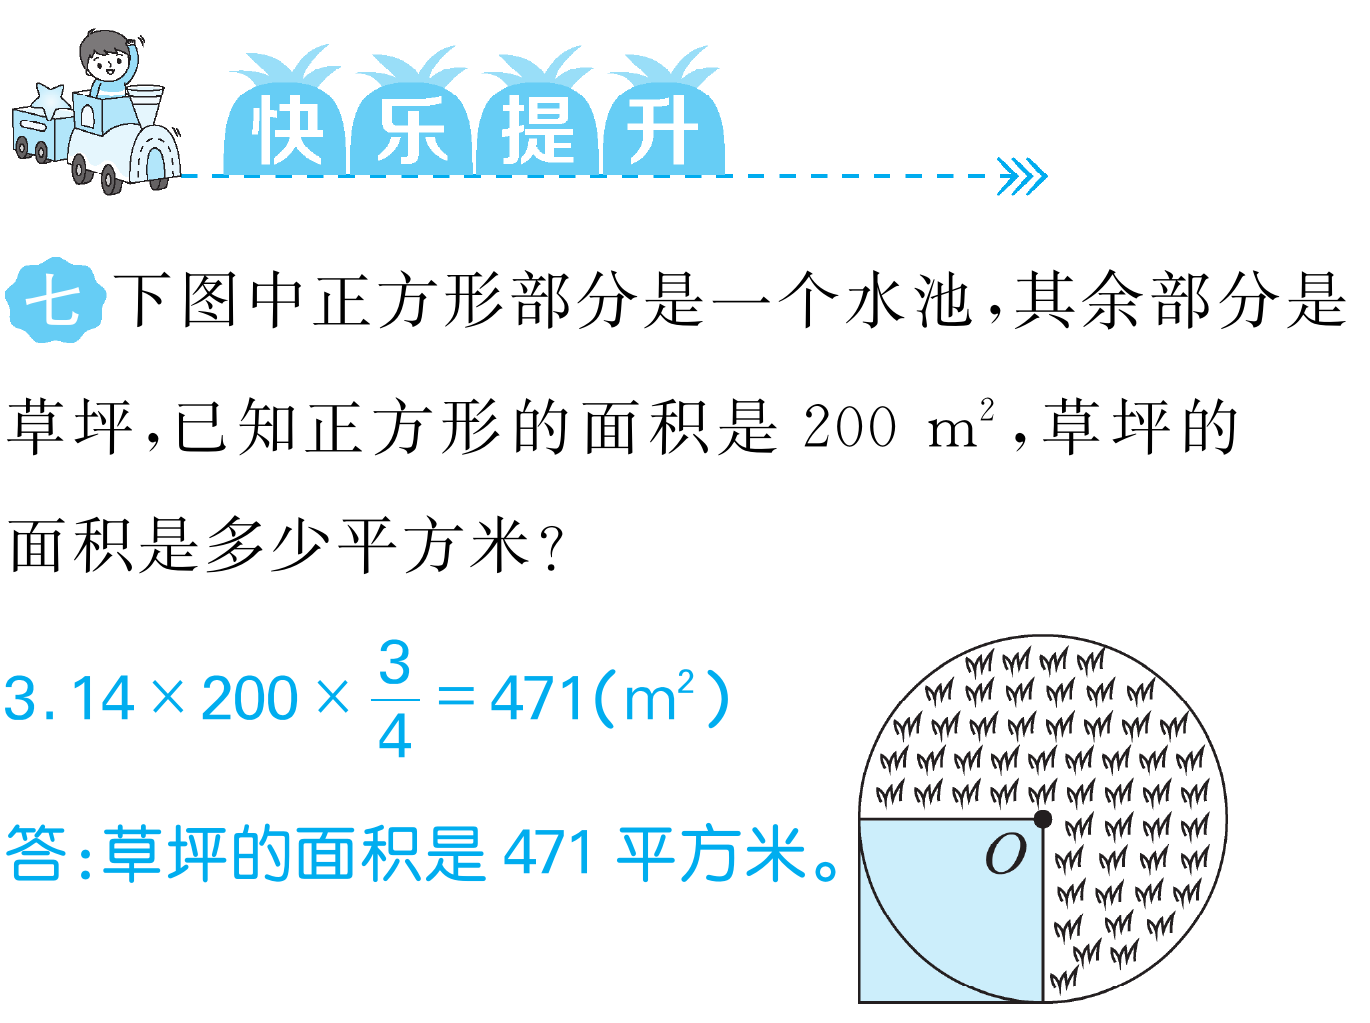 快乐提升
七 下图中正方形部分是一个水池,其余部分是
草坪,已知正方形的面积是 200 m²,草坪的
面积是多少平方米?
3.14×200×3/4=471(m²)
答:草坪的面积是 471 平方米。
O